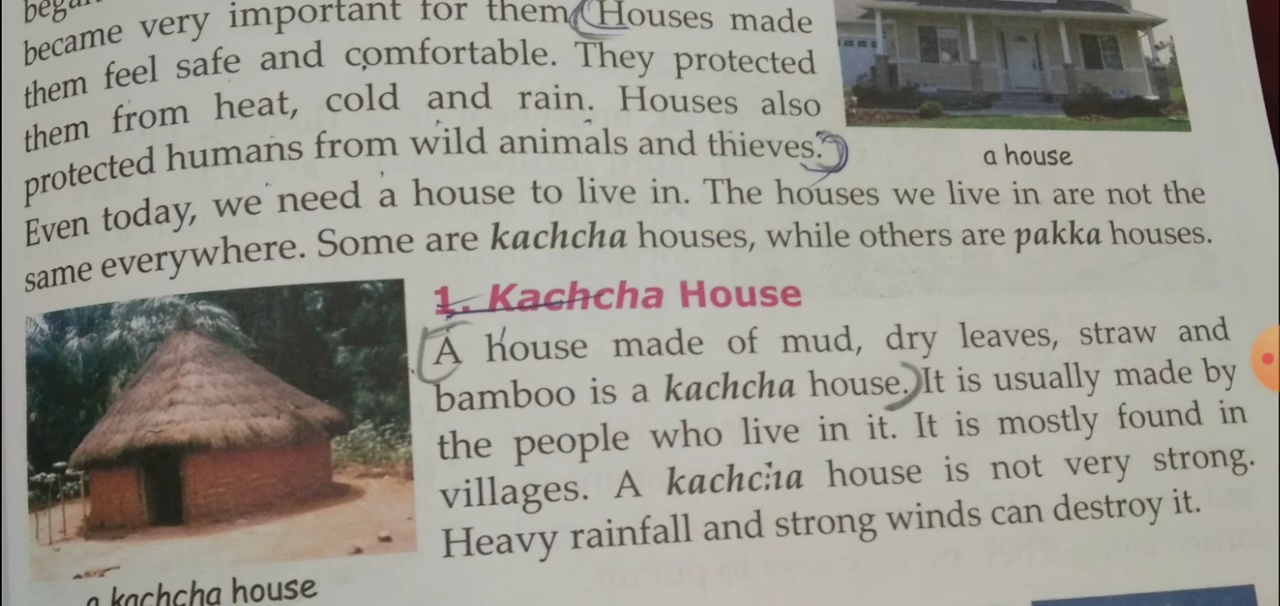 became very important for them. Houses made
them feel safe and comfortable. They protected
them from heat, cold and rain. Houses also
protected humans from wild animals and thieves.
a house
Even today, we need a house to live in. The houses we live in are not the
same everywhere. Some are kachcha houses, while others are pakka houses.
1. Kachcha House
A house made of mud, dry leaves, straw and
bamboo is a kachcha house. It is usually made by
the people who live in it. It is mostly found in
villages. A kachcha house is not very strong.
Heavy rainfall and strong winds can destroy it.
a kachcha house